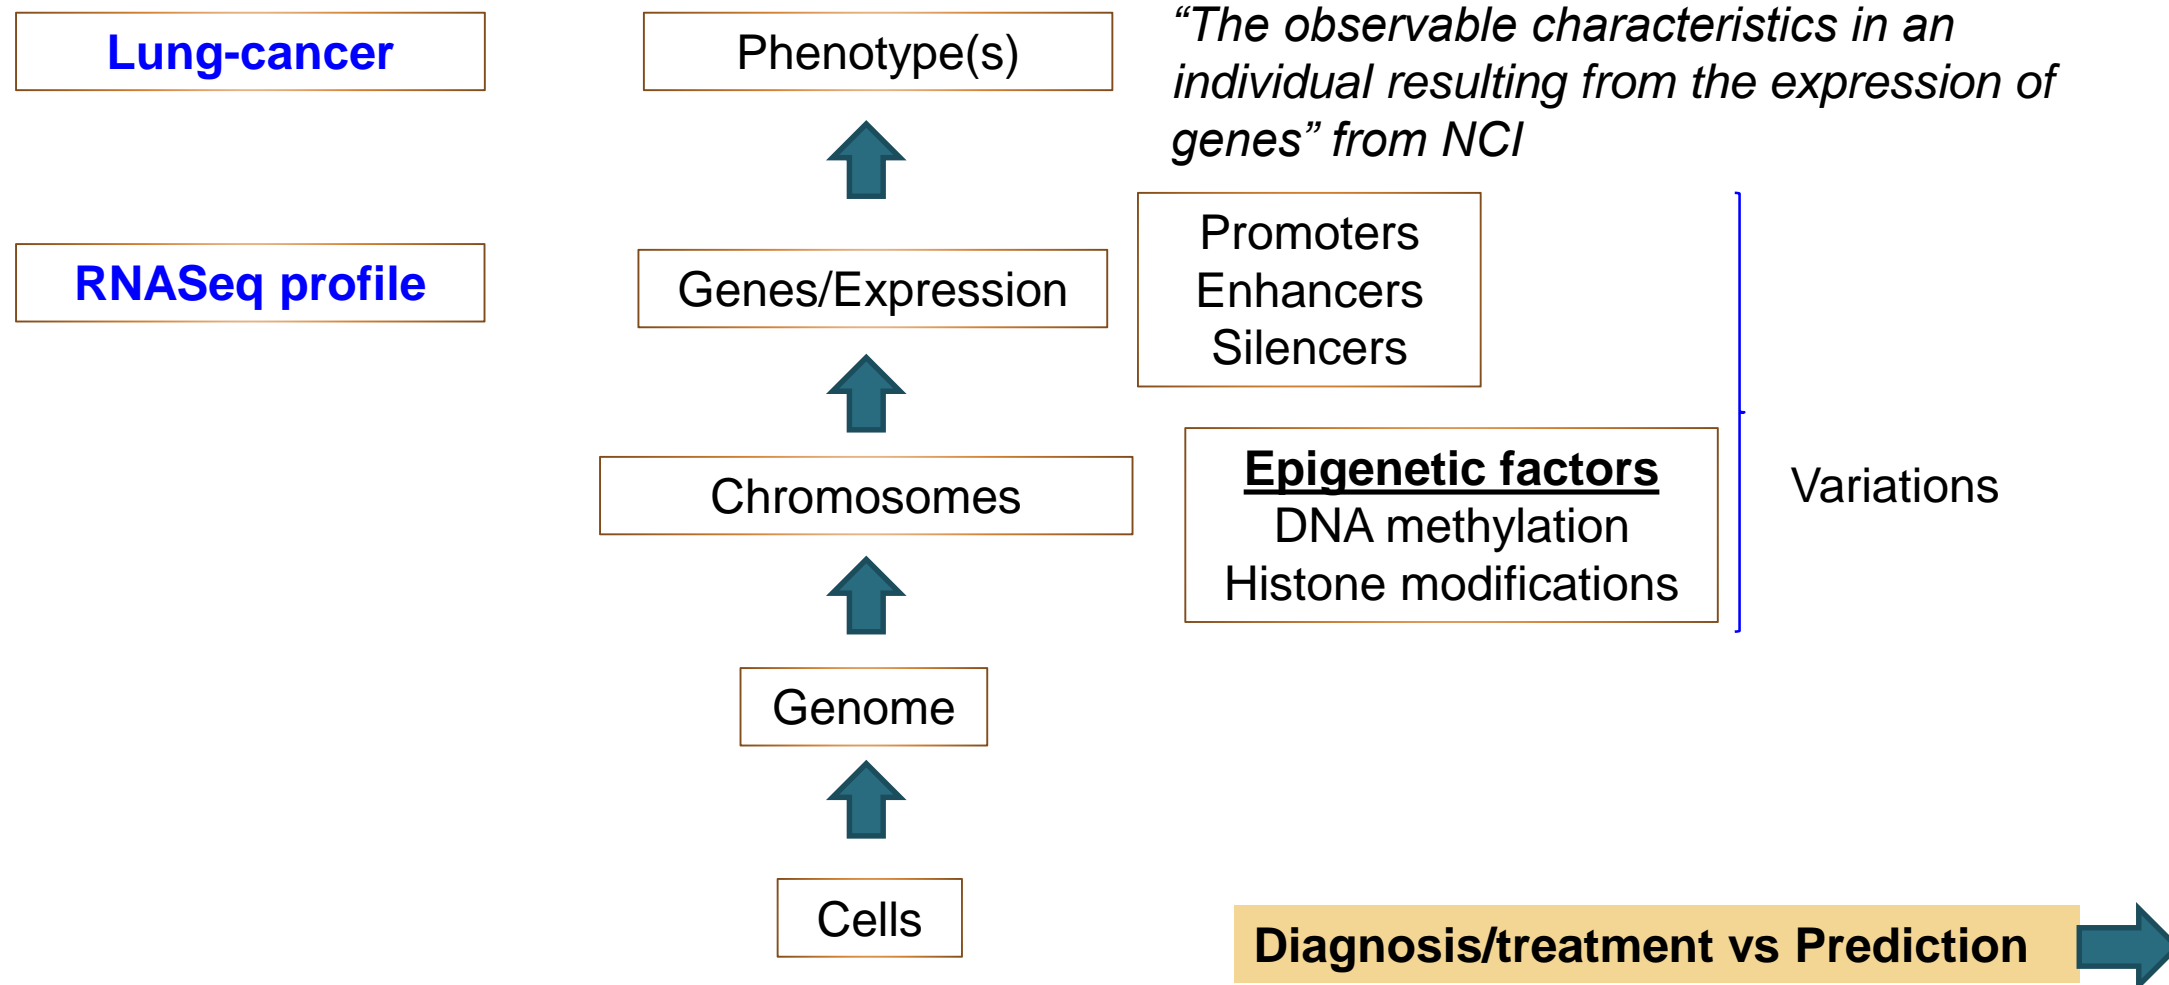 Lung-cancer
Phenotype(s)
“The observable characteristics in an
individual resulting from the expression of
genes” from NCI
RNASeq profile
Genes/Expression
Promoters
Enhancers
Silencers
Chromosomes
Epigenetic factors
DNA methylation
Histone modifications
Variations
Genome
Cells
Diagnosis/treatment vs Prediction